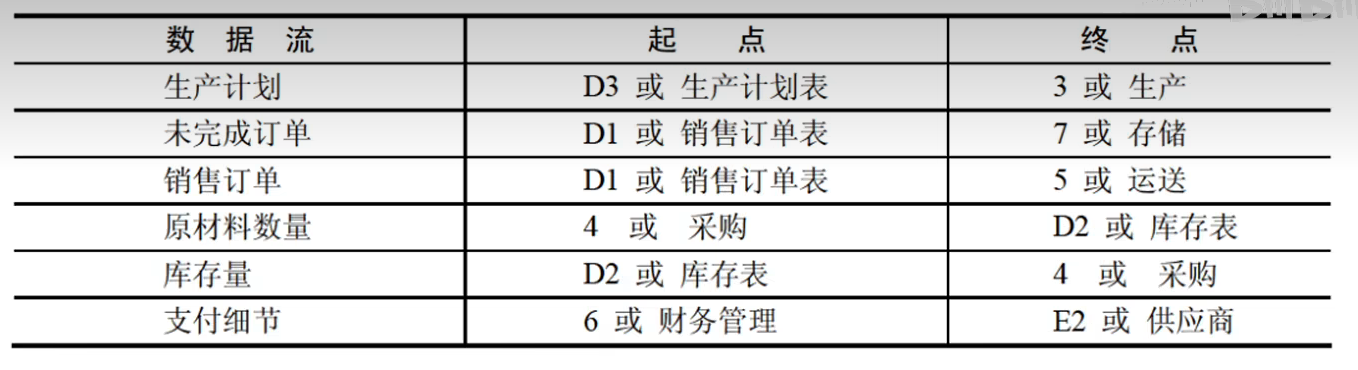 数 据 流 起 点 终 点
生产计划 D3 或 生产计划表 3 或 生产
未完成订单 D1 或 销售订单表 7 或 存储
销售订单 D1 或 销售订单表 5 或 运送
原材料数量 4 或 采购 D2 或 库存表
库存量 D2 或 库存表 4 或 采购
支付细节 6 或 财务管理 E2 或 供应商